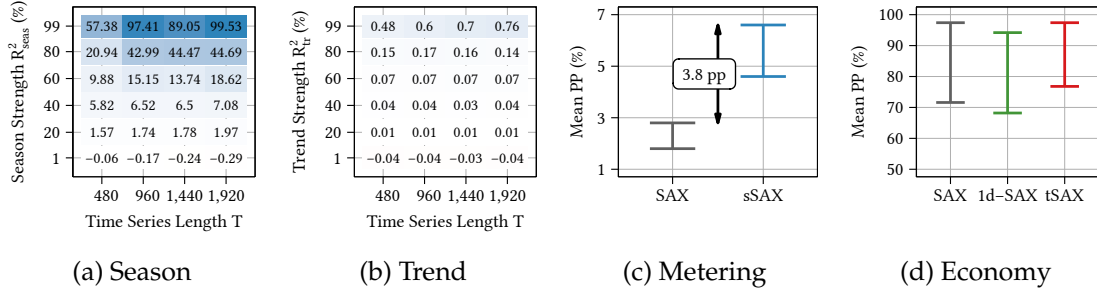 Season Strength R²seas (%)
99 57.38 97.41 89.05 99.53
80 20.94 42.99 44.47 44.69
60 9.88 15.15 13.74 18.62
40 5.82 6.52 6.5 7.08
20 1.57 1.74 1.78 1.97
1 −0.06 −0.17 −0.24 −0.29
480 960 1,440 1,920
Time Series Length T
(a) Season
Trend Strength R²tr (%)
99 0.48 0.6 0.7 0.76
80 0.15 0.17 0.16 0.14
60 0.07 0.07 0.07 0.07
40 0.04 0.04 0.03 0.04
20 0.01 0.01 0.01 0.01
1 −0.04 −0.04 −0.03 −0.04
480 960 1,440 1,920
Time Series Length T
(b) Trend
Mean PP (%)
7
5
3.8 pp
3
1
SAX sSAX
(c) Metering
Mean PP (%)
100
90
80
70
60
50
SAX 1d−SAX tSAX
(d) Economy